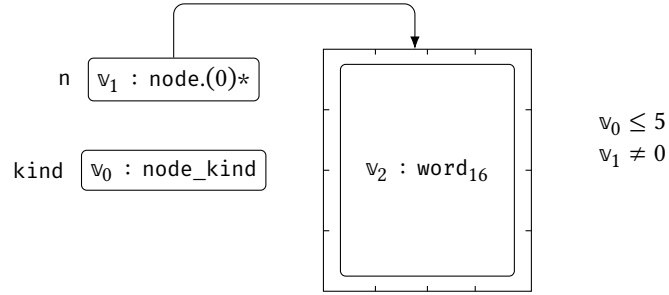 n 𝕧₁ : node.(0)*
kind 𝕧₀ : node_kind
𝕧₂ : word₁₆
𝕧₀ ≤ 5
𝕧₁ ≠ 0